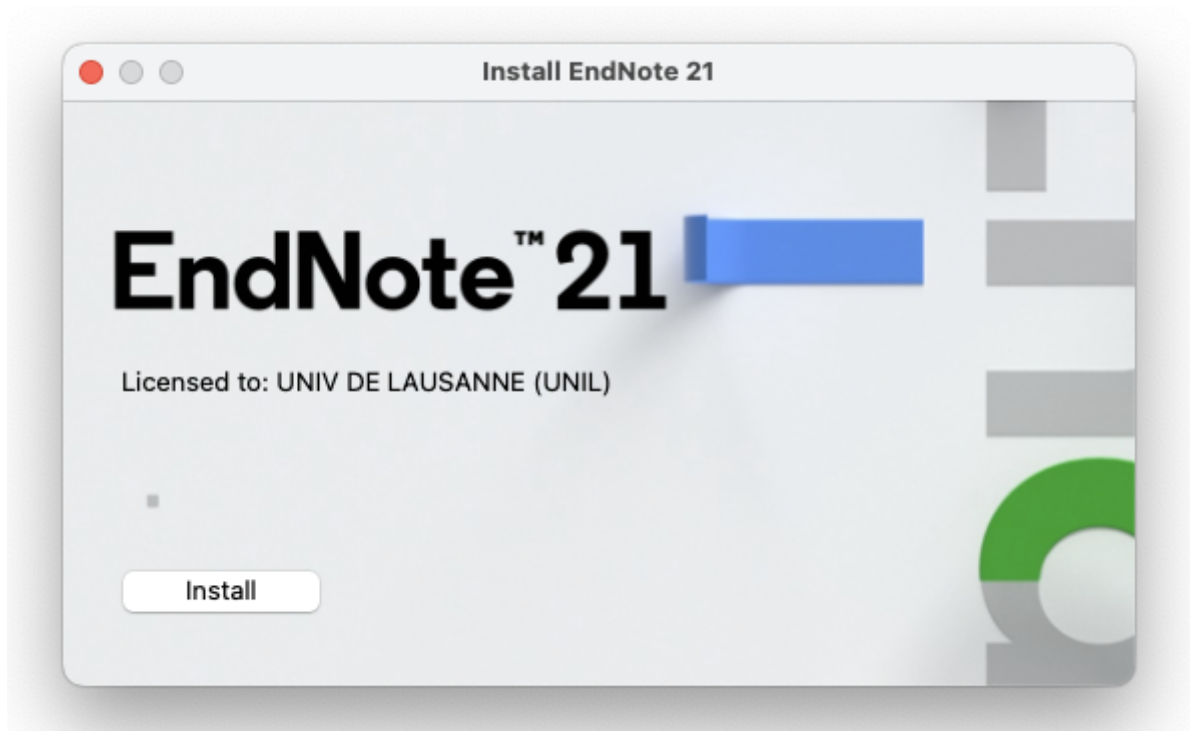 Install EndNote 21
EndNote™ 21
Licensed to: UNIV DE LAUSANNE (UNIL)
Install